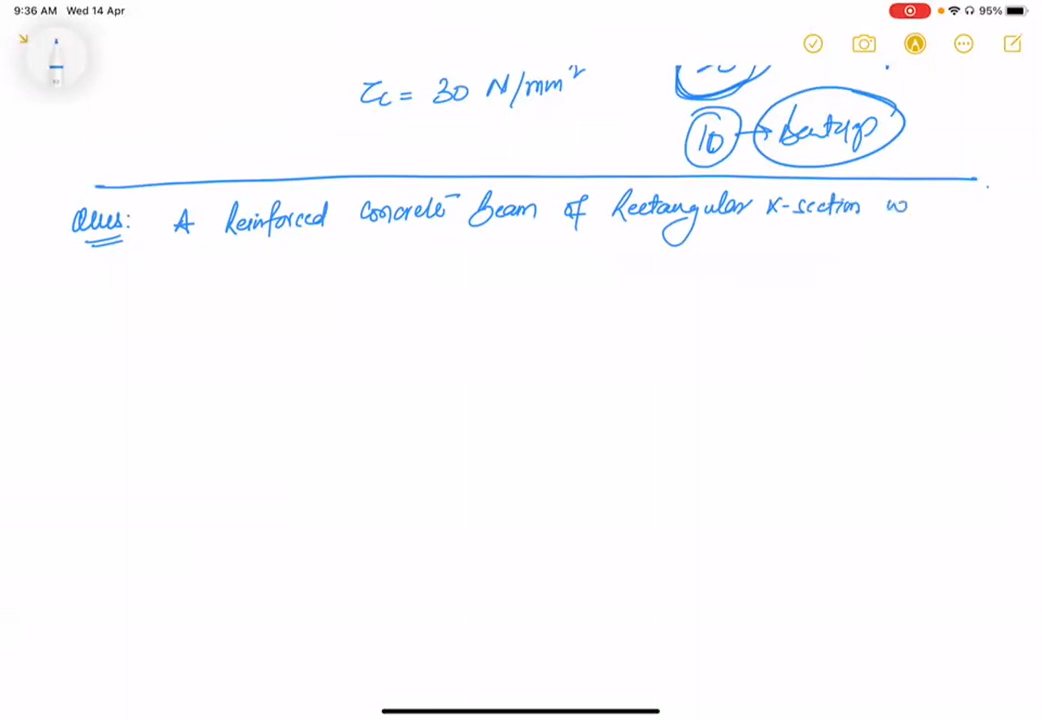 9:36 AM Wed 14 Apr 95%
τc = 30 N/mm²
10 → bentup
Ques: A Reinforced Concrete Beam of Rectangular X-section w